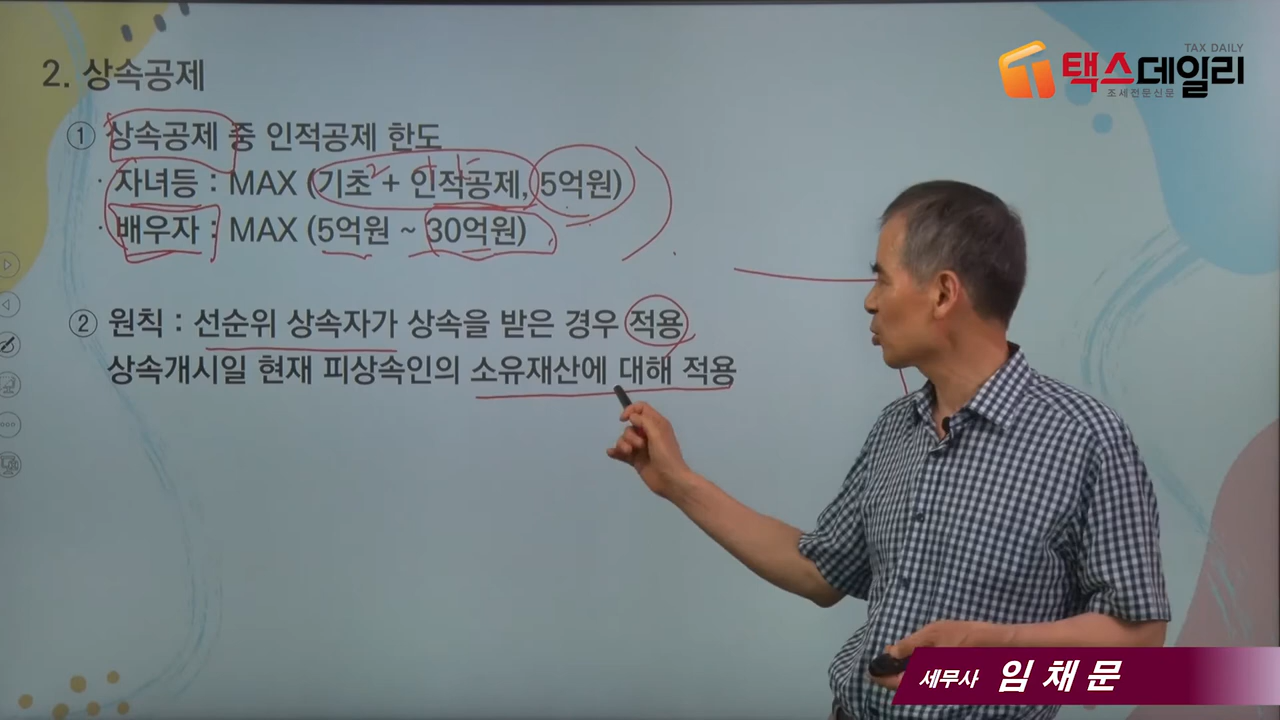 TAX DAILY
택스데일리
조세전문신문
2. 상속공제
① 상속공제 중 인적공제 한도
· 자녀등 : MAX (기초 + 인적공제, 5억원)
· 배우자 : MAX (5억원 ~ 30억원)
② 원칙 : 선순위 상속자가 상속을 받은 경우 적용
상속개시일 현재 피상속인의 소유재산에 대해 적용
세무사 임채문